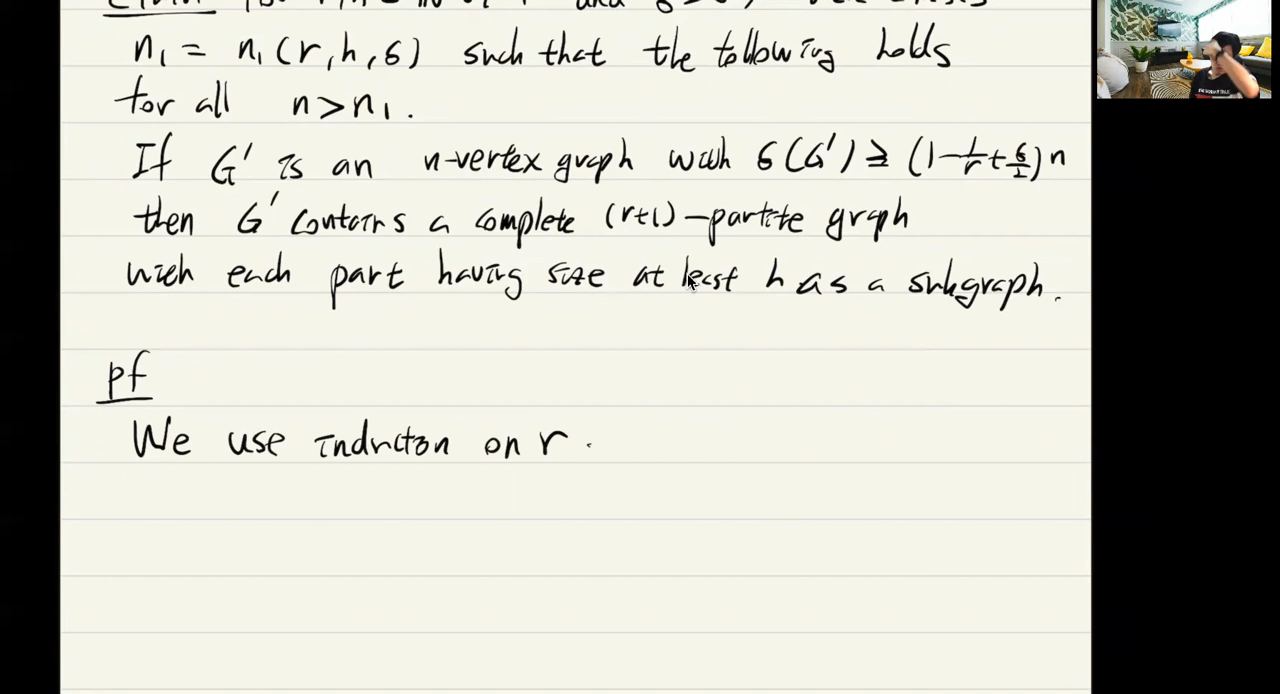 n₁ = n₁(r,h,δ) such that the following holds
for all n>n₁.
If G' is an n-vertex graph with δ(G') ≥ (1-1/r+δ/2)n
then G' contains a complete (r+1)-partite graph
with each part having size at least h as a subgraph.
pf
We use induction on r.